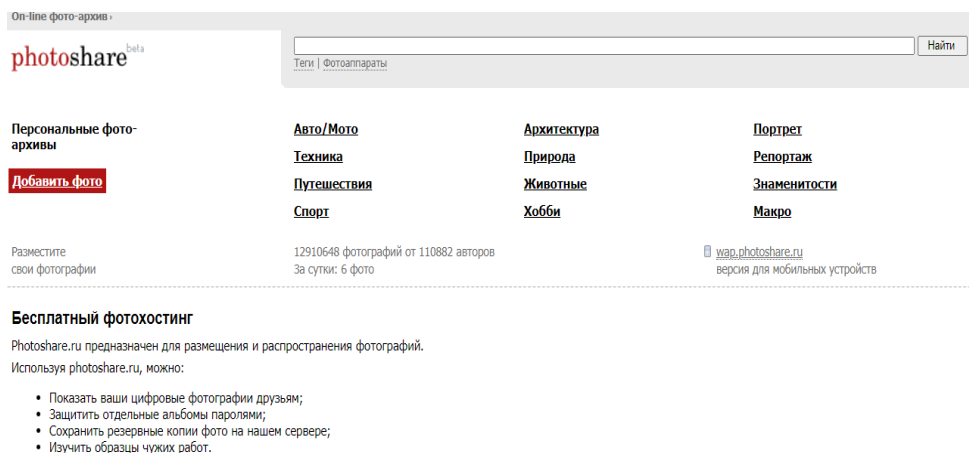 On-line фото-архив ›
photoshare beta
Найти
Теги | Фотоаппараты
Персональные фото-
архивы
Добавить фото
Авто/Мото
Архитектура
Портрет
Техника
Природа
Репортаж
Путешествия
Животные
Знаменитости
Спорт
Хобби
Макро
Разместите
свои фотографии
12910648 фотографий от 110882 авторов
За сутки: 6 фото
wap.photoshare.ru
версия для мобильных устройств
Бесплатный фотохостинг
Photoshare.ru предназначен для размещения и распространения фотографий.
Используя photoshare.ru, можно:
• Показать ваши цифровые фотографии друзьям;
• Защитить отдельные альбомы паролями;
• Сохранить резервные копии фото на нашем сервере;
• Изучить образцы чужих работ.